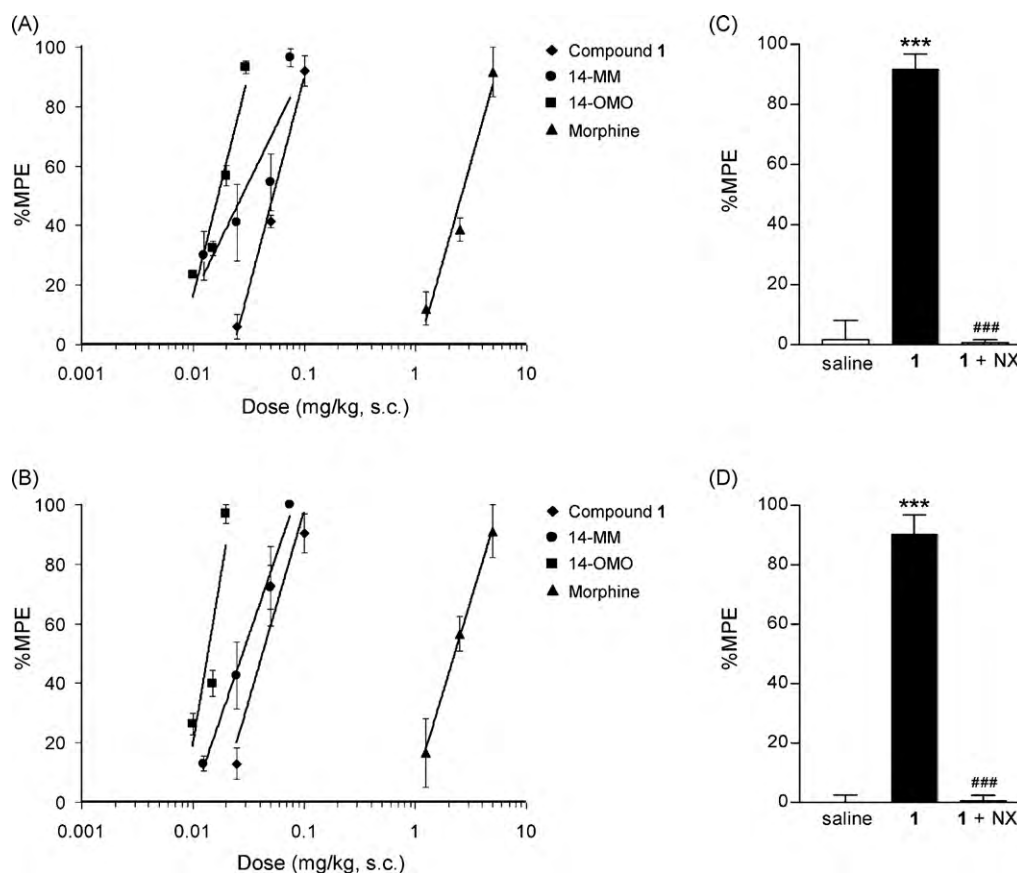 (A)
100
80
60
40
20
0
%MPE
0.001
0.01
0.1
1
10
Dose (mg/kg, s.c.)
Compound 1
14-MM
14-OMO
Morphine
(C)
100
80
60
40
20
0
%MPE
***
###
saline
1
1 + NX
(B)
100
80
60
40
20
0
%MPE
0.001
0.01
0.1
1
10
Dose (mg/kg, s.c.)
Compound 1
14-MM
14-OMO
Morphine
(D)
100
80
60
40
20
0
%MPE
***
###
saline
1
1 + NX